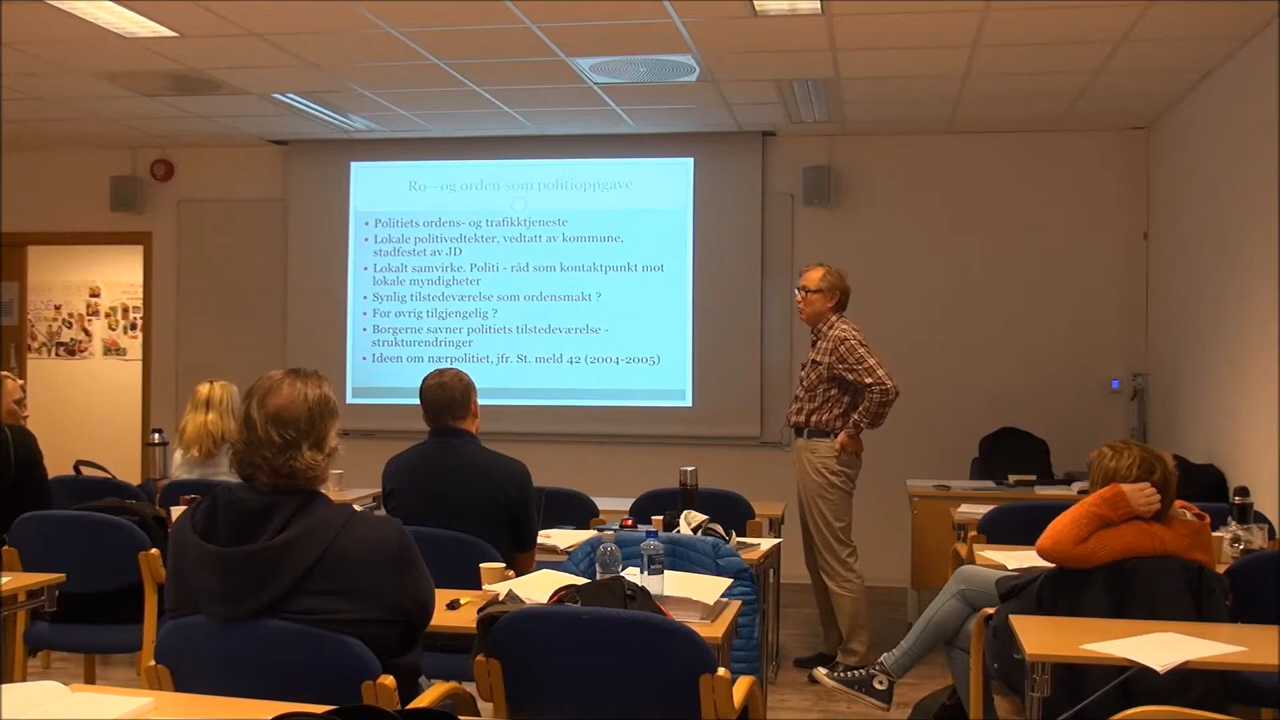 Ro – og orden som politioppgave
• Politiets ordens- og trafikktjeneste
• Lokale politivedtekter, vedtatt av kommune,
stadfestet av JD
• Lokalt samvirke. Politi - råd som kontaktpunkt mot
lokale myndigheter
• Synlig tilstedeværelse som ordensmakt ?
• For øvrig tilgjengelig ?
• Borgerne savner politiets tilstedeværelse -
strukturendringer
• Ideen om nærpolitiet, jfr. St. meld 42 (2004-2005)